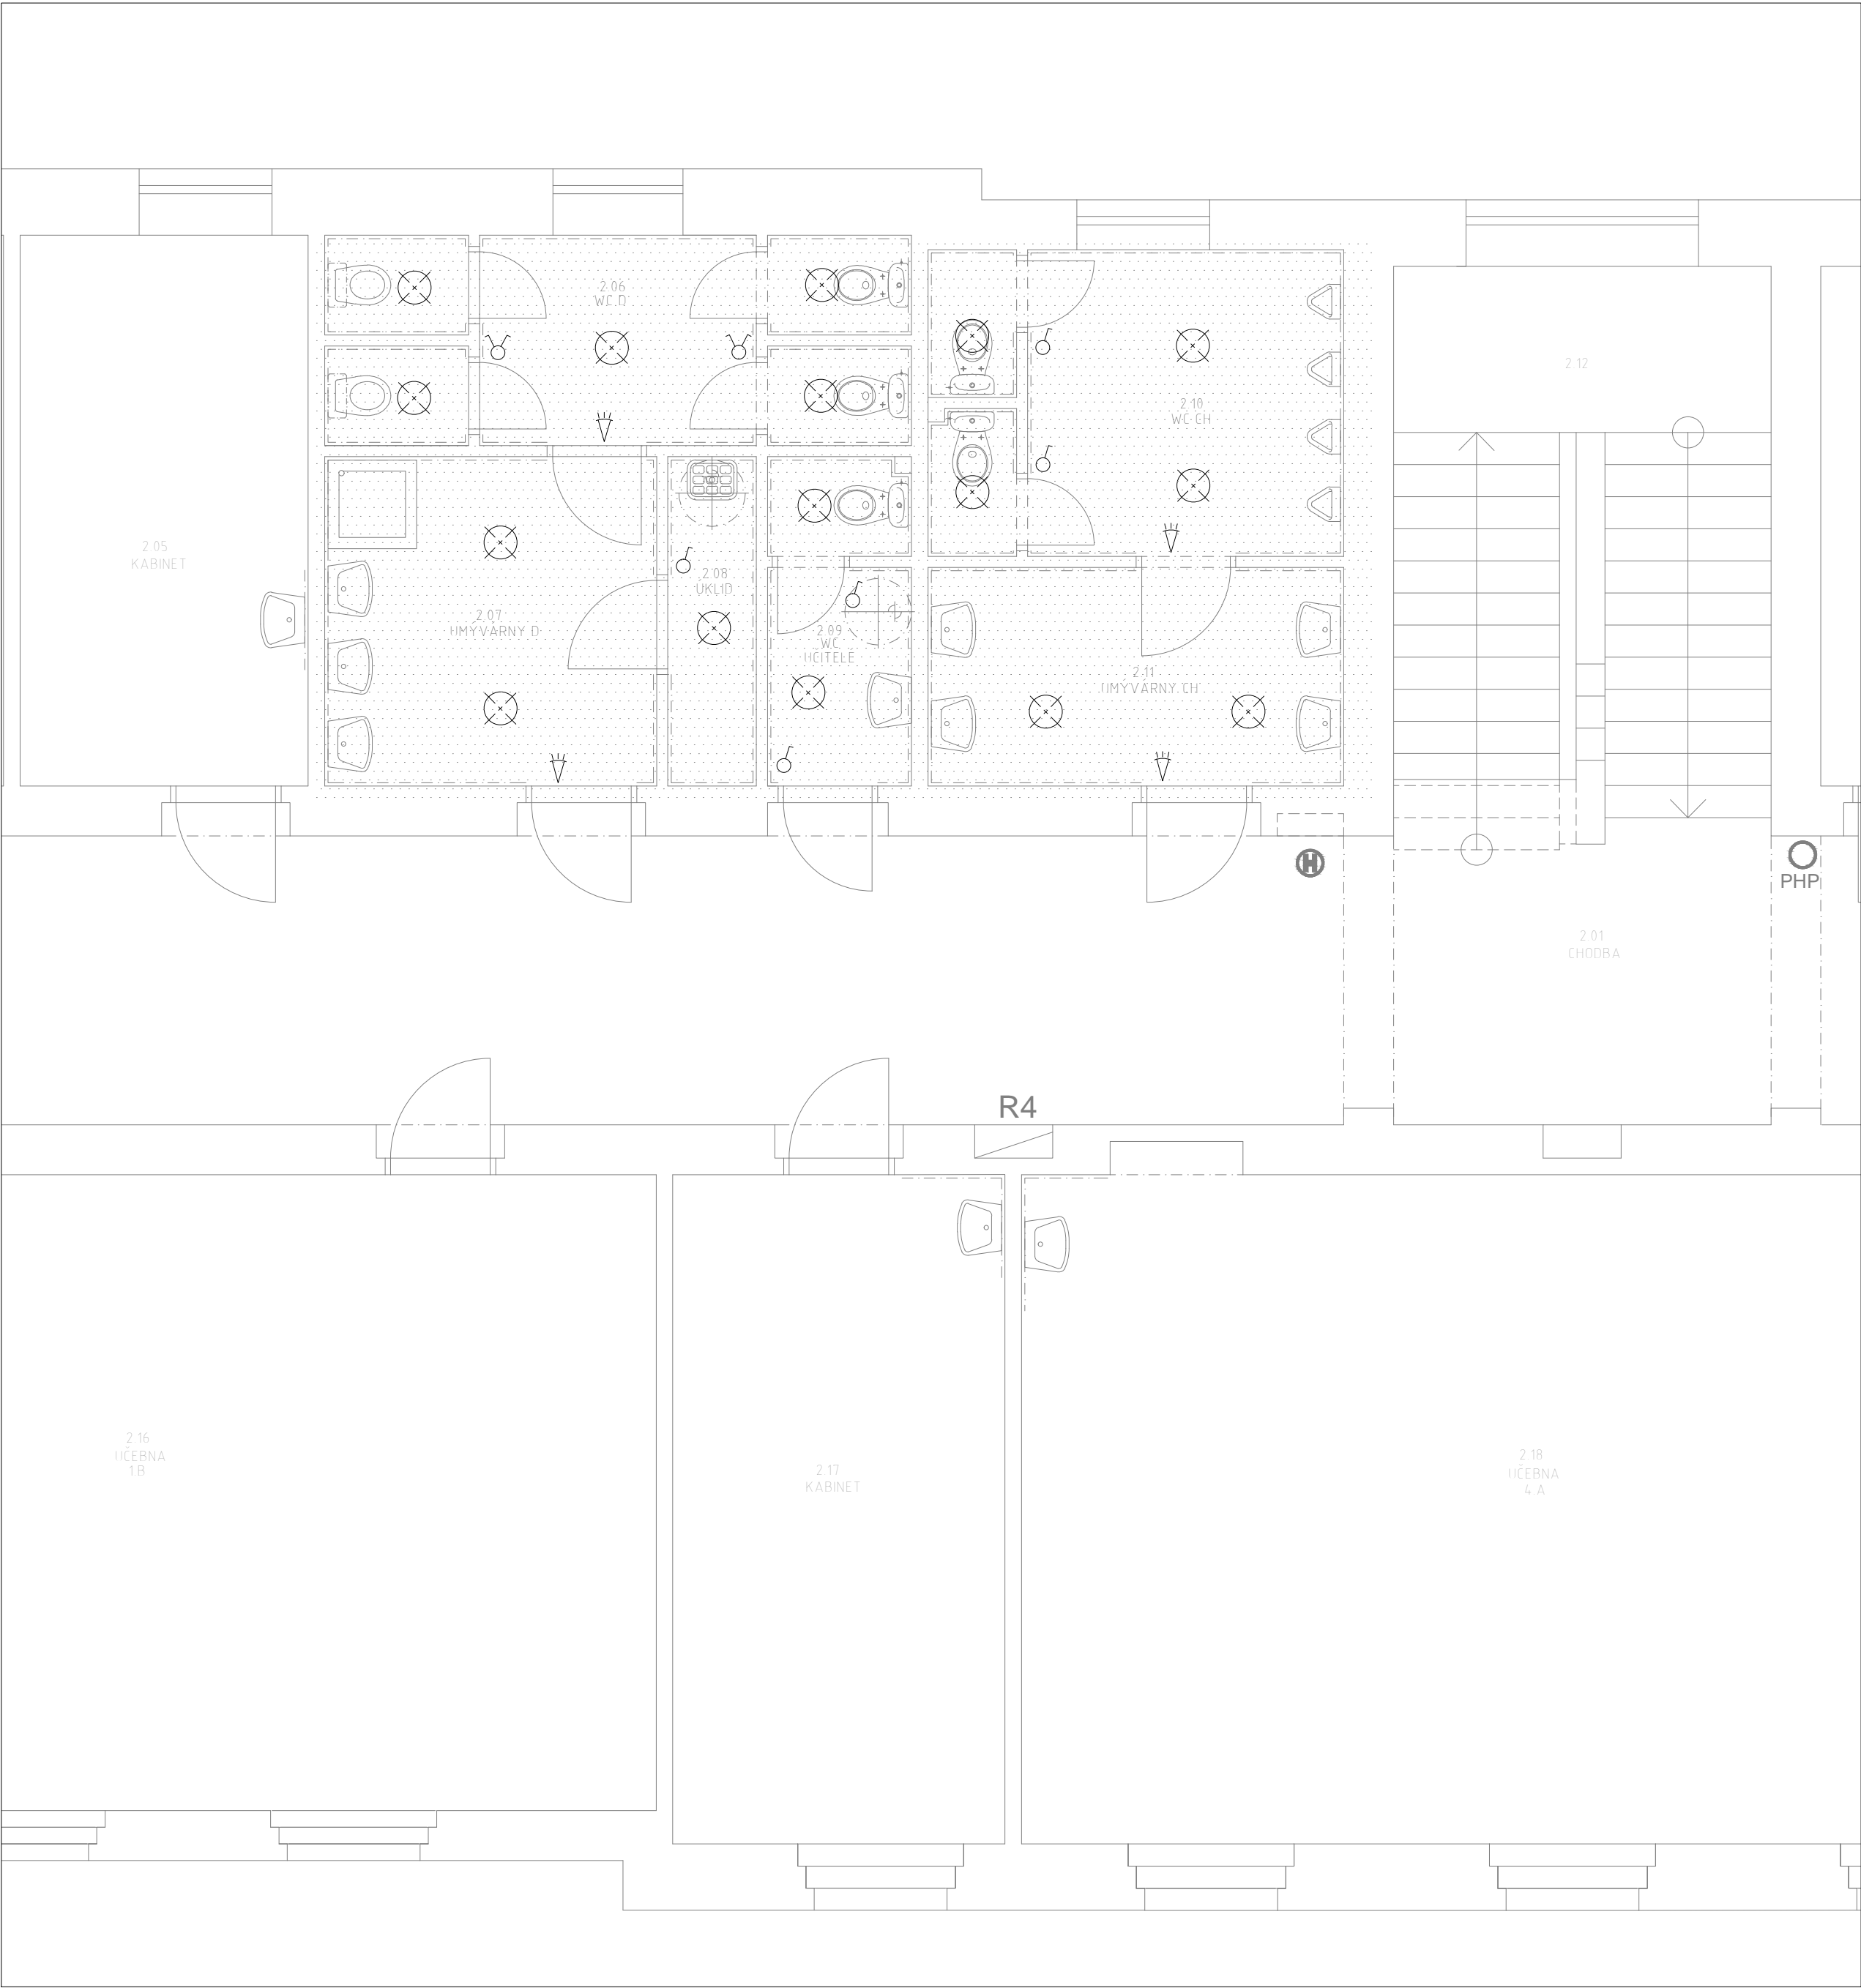 2.06
WC D
2.12
2.10
WC CH
2.05
KABINET
2.08
ÚKLID
2.07
UMÝVÁRNY D
2.09
WC
UČITELE
2.11
UMÝVÁRNY CH
H
PHP
2.01
CHODBA
R4
2.16
UČEBNA
1.B
2.17
KABINET
2.18
UČEBNA
4.A